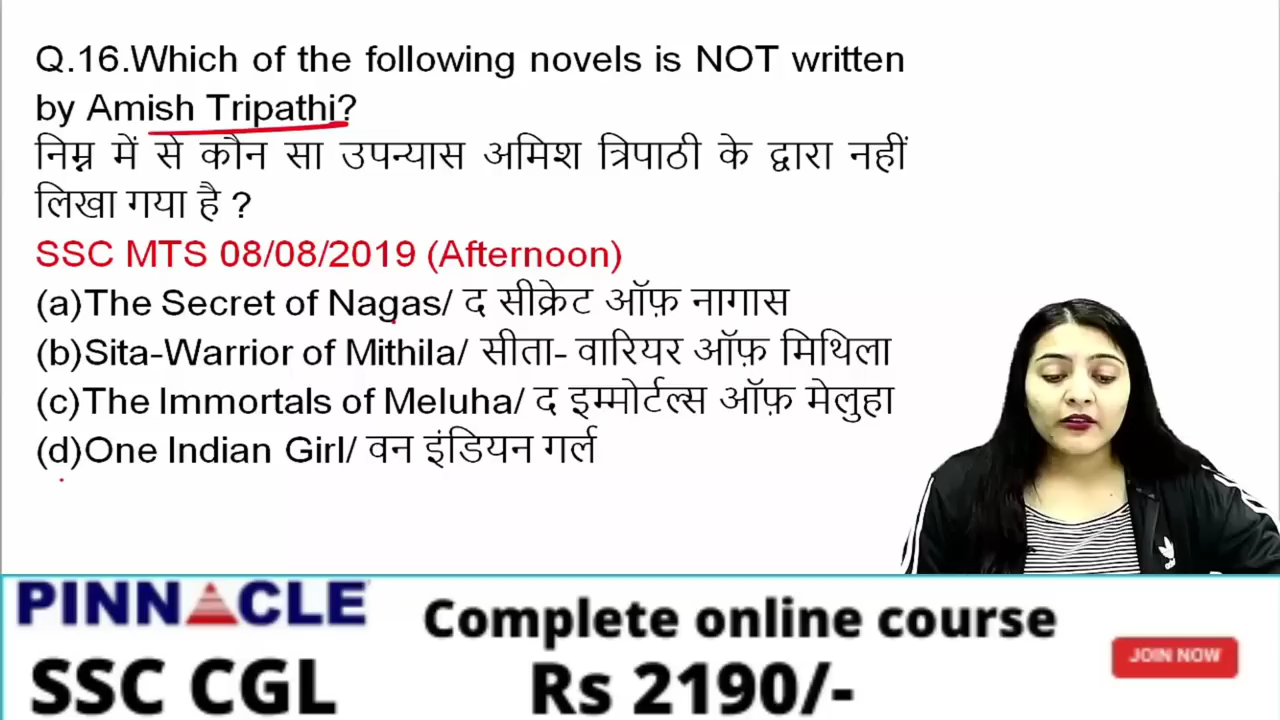 Q.16.Which of the following novels is NOT written
by Amish Tripathi?
निम्न में से कौन सा उपन्यास अमिश त्रिपाठी के द्वारा नहीं
लिखा गया है ?
SSC MTS 08/08/2019 (Afternoon)
(a)The Secret of Nagas/ द सीक्रेट ऑफ़ नागास
(b)Sita-Warrior of Mithila/ सीता- वारियर ऑफ़ मिथिला
(c)The Immortals of Meluha/ द इम्मोर्टल्स ऑफ़ मेलुहा
(d)One Indian Girl/ वन इंडियन गर्ल
PINNACLE
SSC CGL
Complete online course
Rs 2190/-
JOIN NOW